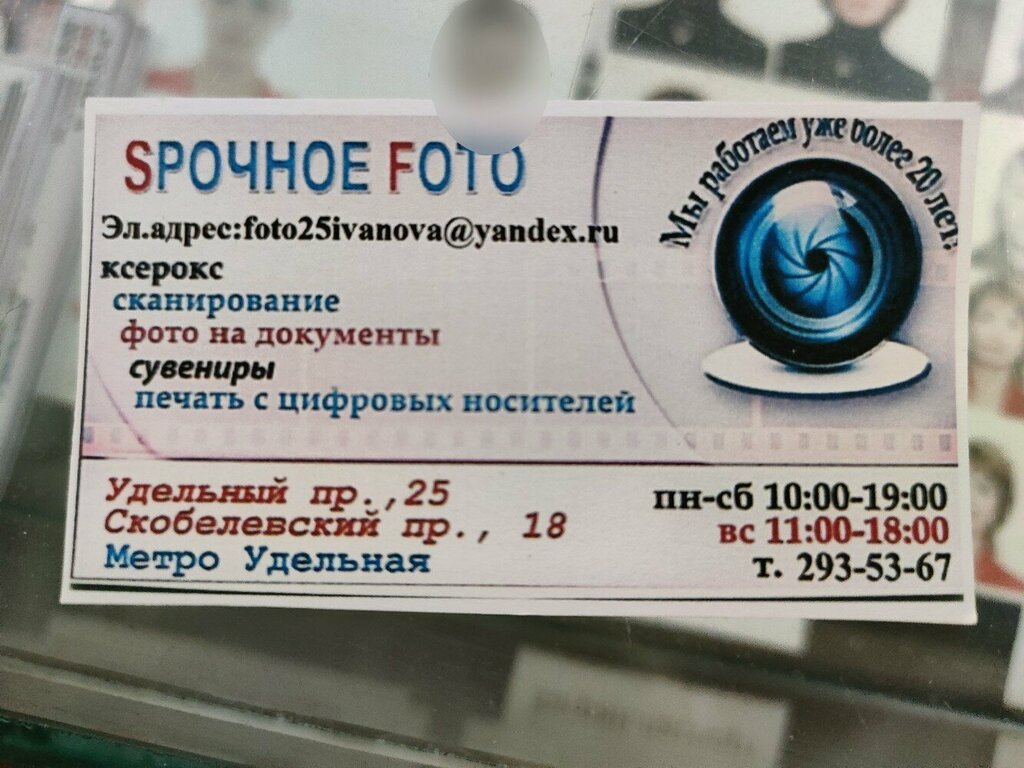 SРОЧНОЕ FОТО
Мы работаем уже более 20 лет!
Эл.адрес:foto25ivanova@yandex.ru
ксерокс
сканирование
фото на документы
сувениры
печать с цифровых носителей
Удельный пр.,25
Скобелевский пр., 18
Метро Удельная
пн-сб 10:00-19:00
вс 11:00-18:00
т. 293-53-67